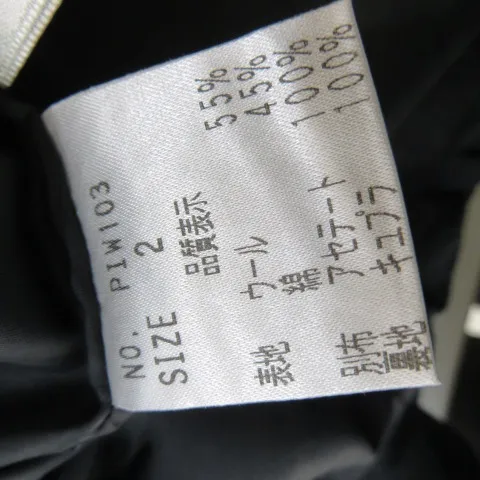 NO. P1W103
SIZE 2
品質表示
表地 ウール 55%
綿 45%
別布 アセテート 100%
裏地 キュプラ 100%